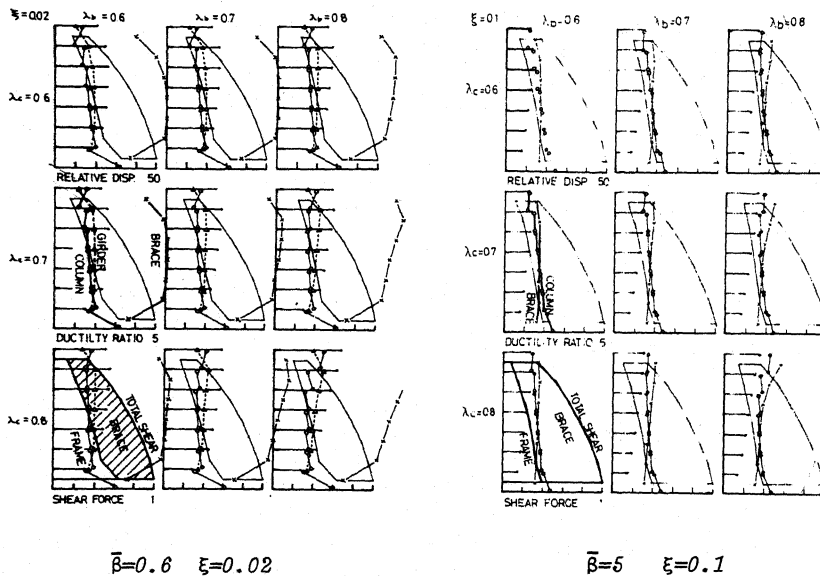 ξ=0.02 λb=0.6 λb=0.7 λb=0.8
λc=0.6
RELATIVE DISP. 50
λc=0.7
GIRDER
COLUMN
BRACE
DUCTILTY RATIO 5
λc=0.8
TOTAL SHEAR
BRACE
FRAME
SHEAR FORCE 1
β̅=0.6 ξ=0.02
ξ=0.1 λb=0.6 λb=0.7 λb=0.8
λc=0.6
RELATIVE DISP. 50
λc=0.7
COLUMN
BRACE
DUCTILITY RATIO 5
λc=0.8
TOTAL SHEAR
BRACE
FRAME
SHEAR FORCE
β̅=5 ξ=0.1